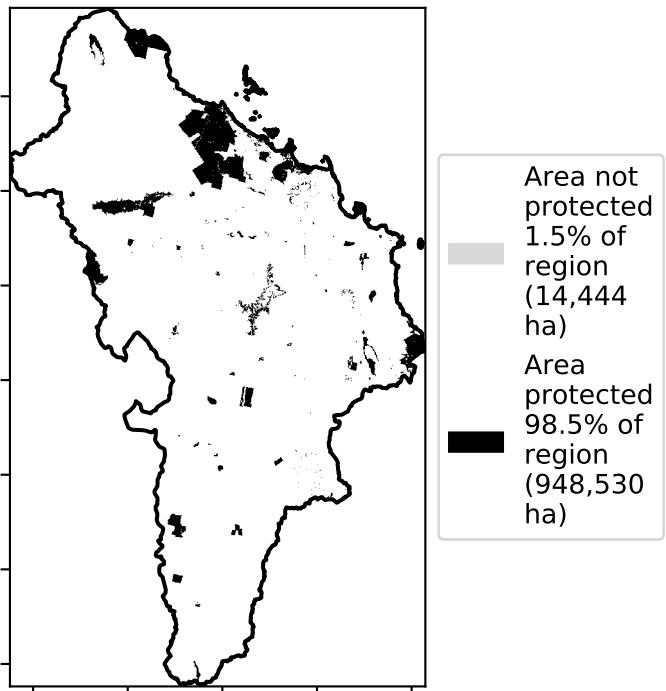 Area not
protected
1.5% of
region
(14,444
ha)
Area
protected
98.5% of
region
(948,530
ha)